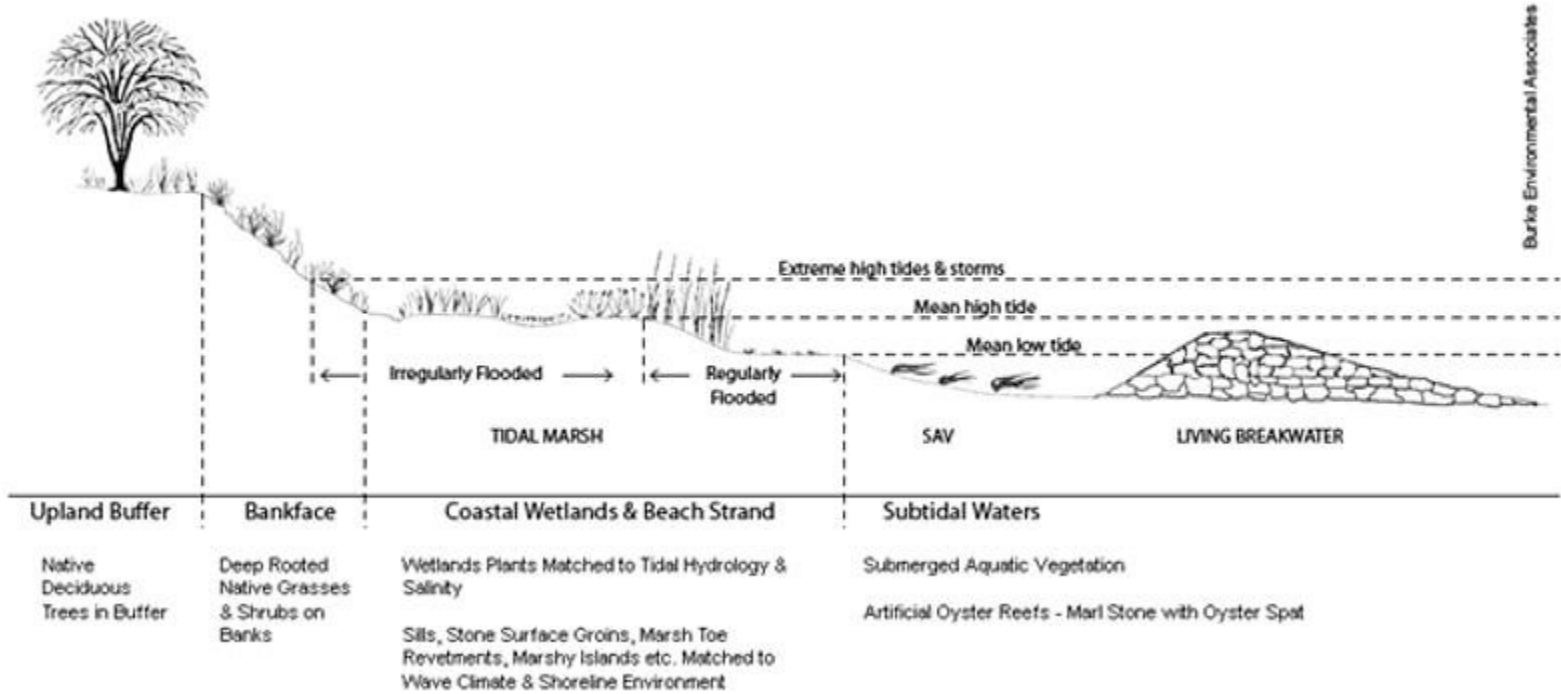 Burke Environmental Associates
Extreme high tides & storms
Mean high tide
Mean low tide
Irregularly Flooded
Regularly
Flooded
TIDAL MARSH
SAV
LIVING BREAKWATER
Upland Buffer
Bankface
Coastal Wetlands & Beach Strand
Subtidal Waters
Native
Deciduous
Trees in Buffer
Deep Rooted
Native Grasses
& Shrubs on
Banks
Wetlands Plants Matched to Tidal Hydrology &
Salinity
Sills, Stone Surface Groins, Marsh Toe
Revetments, Marshy Islands etc. Matched to
Wave Climate & Shoreline Environment
Submerged Aquatic Vegetation
Artificial Oyster Reefs - Marl Stone with Oyster Spat